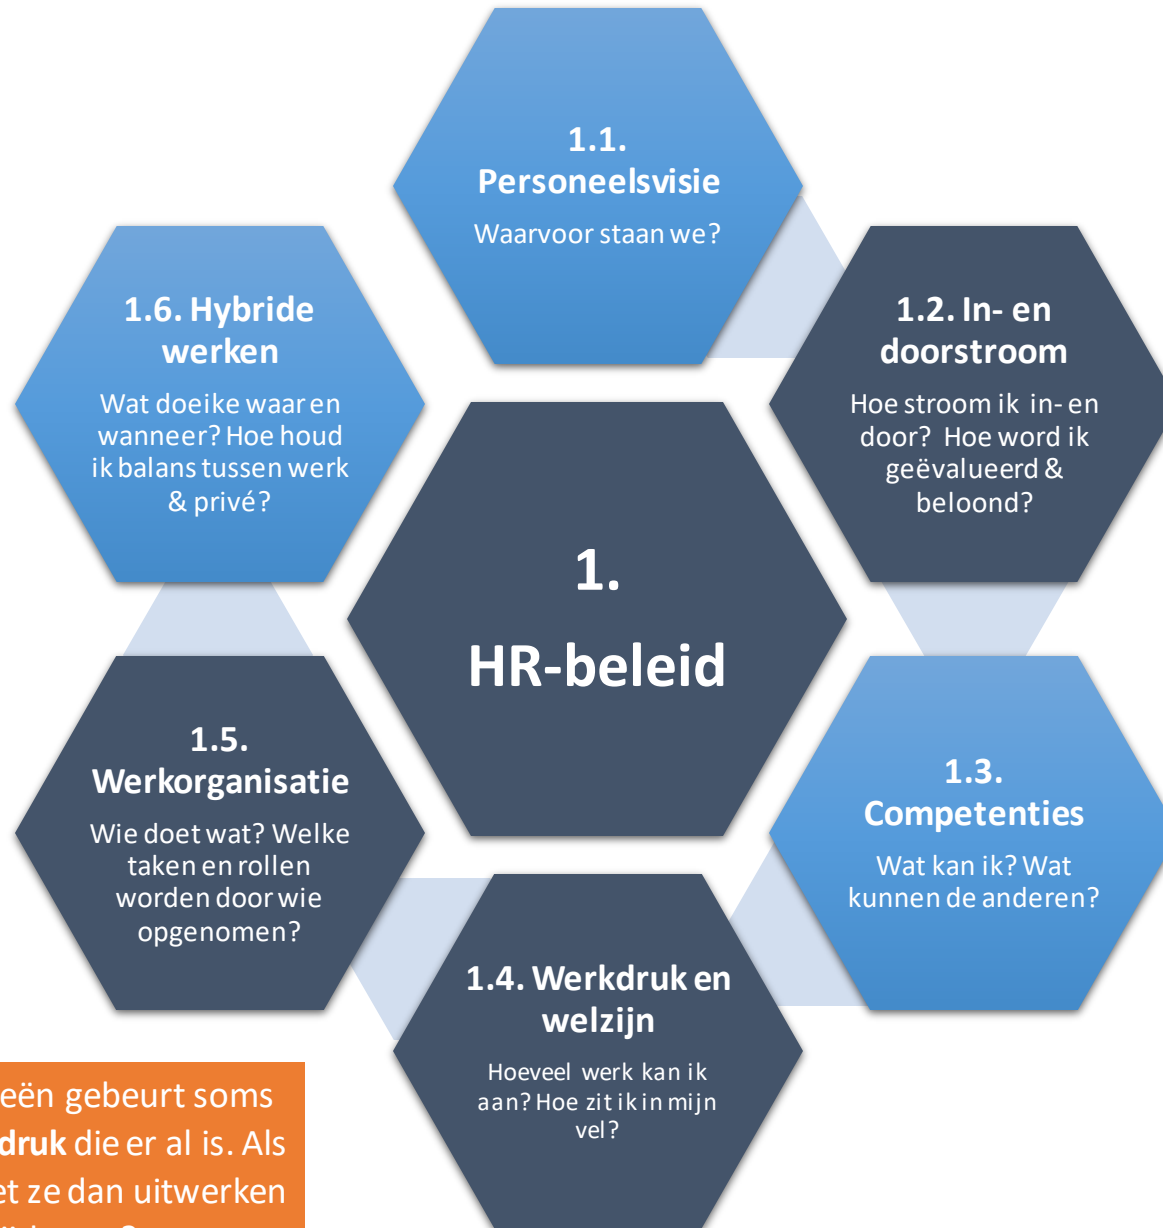 1.1.
Personeelsvisie
Waarvoor staan we?
1.2. In- en
doorstroom
Hoe stroom ik in- en
door? Hoe word ik
geëvalueerd &
beloond?
1.3.
Competenties
Wat kan ik? Wat
kunnen de anderen?
1.4. Werkdruk en
welzijn
Hoeveel werk kan ik
aan? Hoe zit ik in mijn
vel?
1.5.
Werkorganisatie
Wie doet wat? Welke
taken en rollen
worden door wie
opgenomen?
1.6. Hybride
werken
Wat doe ike waar en
wanneer? Hoe houd
ik balans tussen werk
& privé?
1.
HR-beleid
eën gebeurt soms
druk die er al is. Als
et ze dan uitwerken